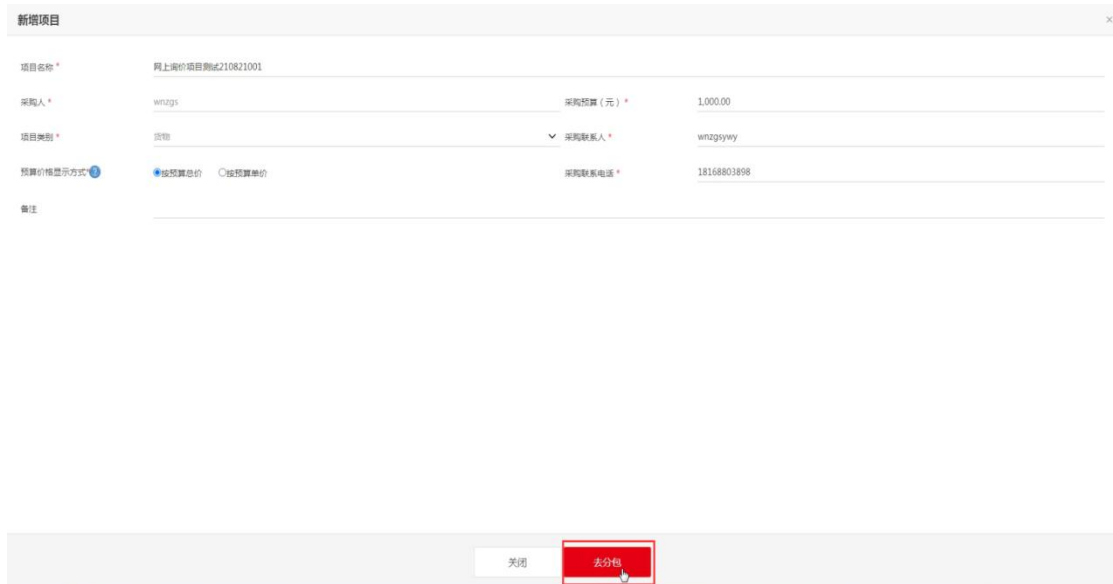 新增项目 ×
项目名称 * 网上询价项目测试210821001
采购人 * wnzgs 采购预算（元） * 1,000.00
项目类别 * 货物 采购联系人 * wnzgsywy
预算价格显示方式* ? 按预算总价 按预算单价 采购联系电话 * 18168803898
备注
关闭 去分包